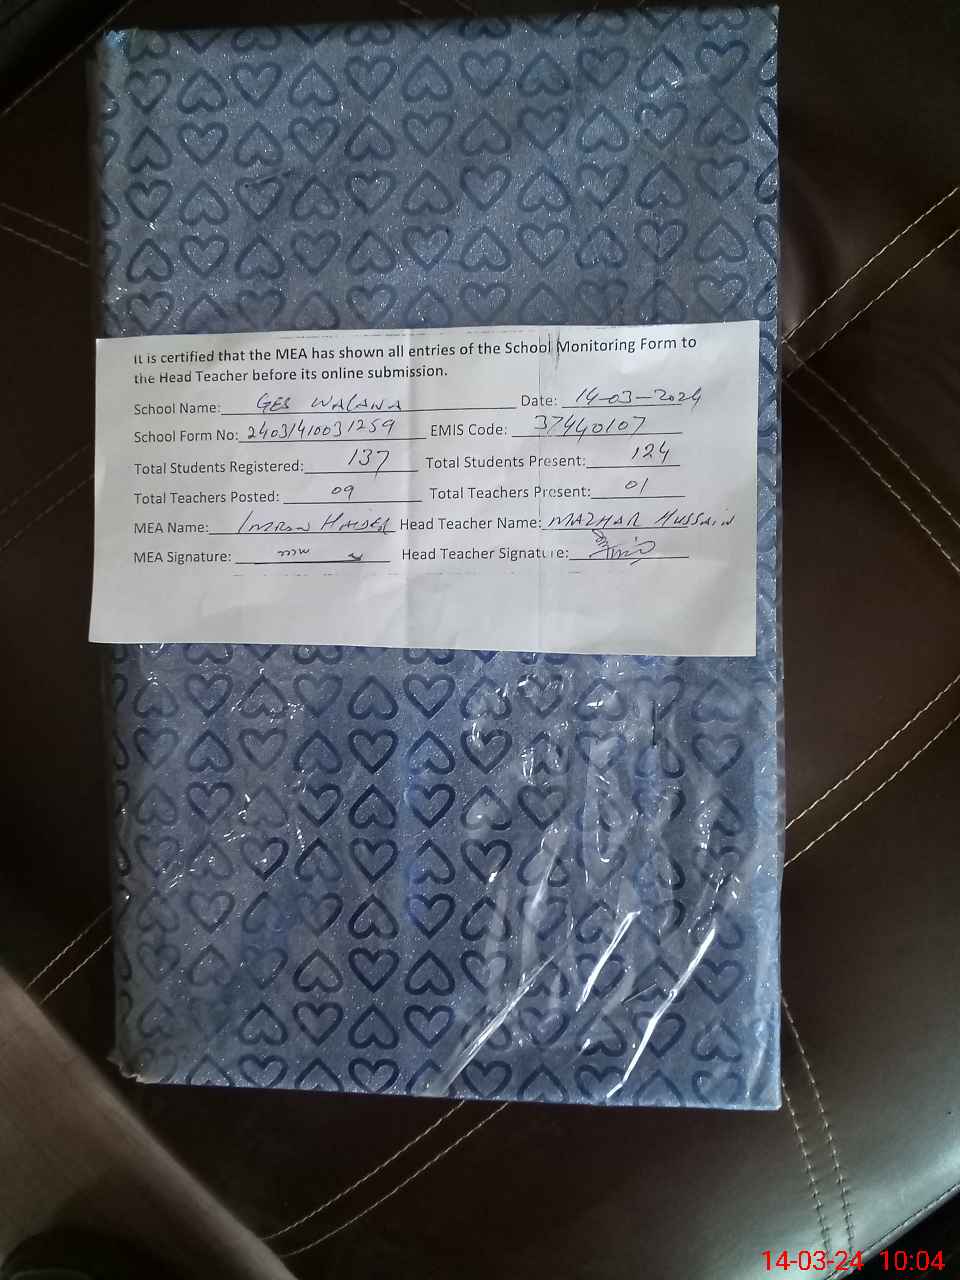 It is certified that the MEA has shown all entries of the School Monitoring Form to
the Head Teacher before its online submission.
School Name: GES WALANA Date: 14-03-2024
School Form No: 2403141003 1259 EMIS Code: 37440107
Total Students Registered: 137 Total Students Present: 124
Total Teachers Posted: 09 Total Teachers Present: 01
MEA Name: IMRAN HAIDER Head Teacher Name: MAZHAR HUSSAIN
MEA Signature: Head Teacher Signature:
14-03-24 10:04